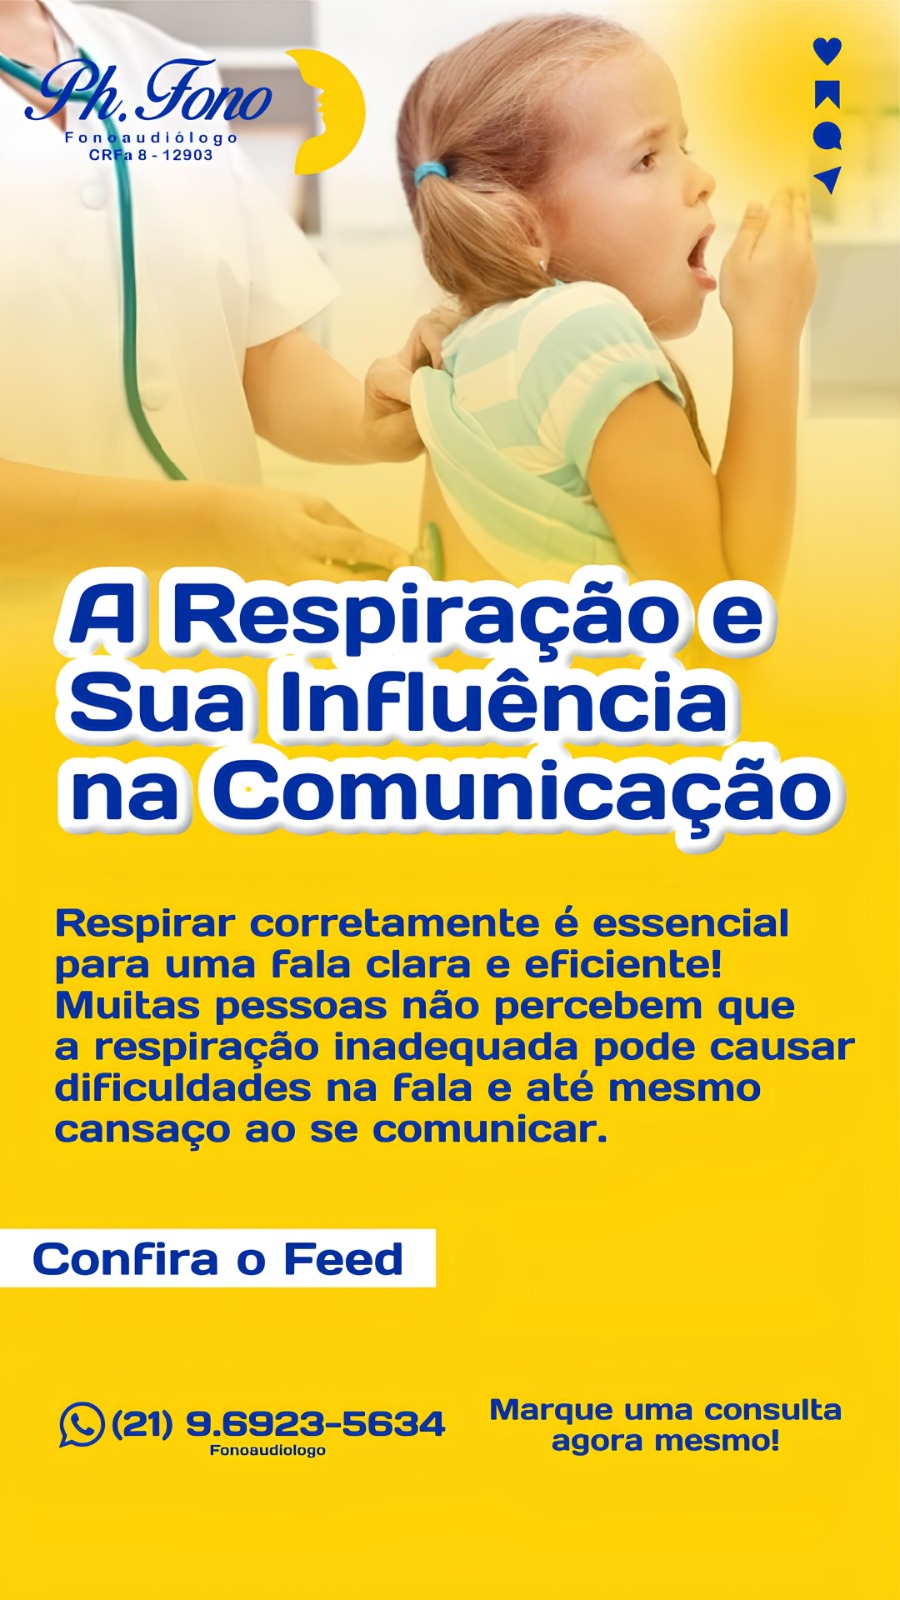 Ph. Fono
Fonoaudiólogo
CRFa 8 - 12903
A Respiração e
Sua Influência
na Comunicação
Respirar corretamente é essencial
para uma fala clara e eficiente!
Muitas pessoas não percebem que
a respiração inadequada pode causar
dificuldades na fala e até mesmo
cansaço ao se comunicar.
Confira o Feed
(21) 9.6923-5634
Fonoaudiologo
Marque uma consulta
agora mesmo!